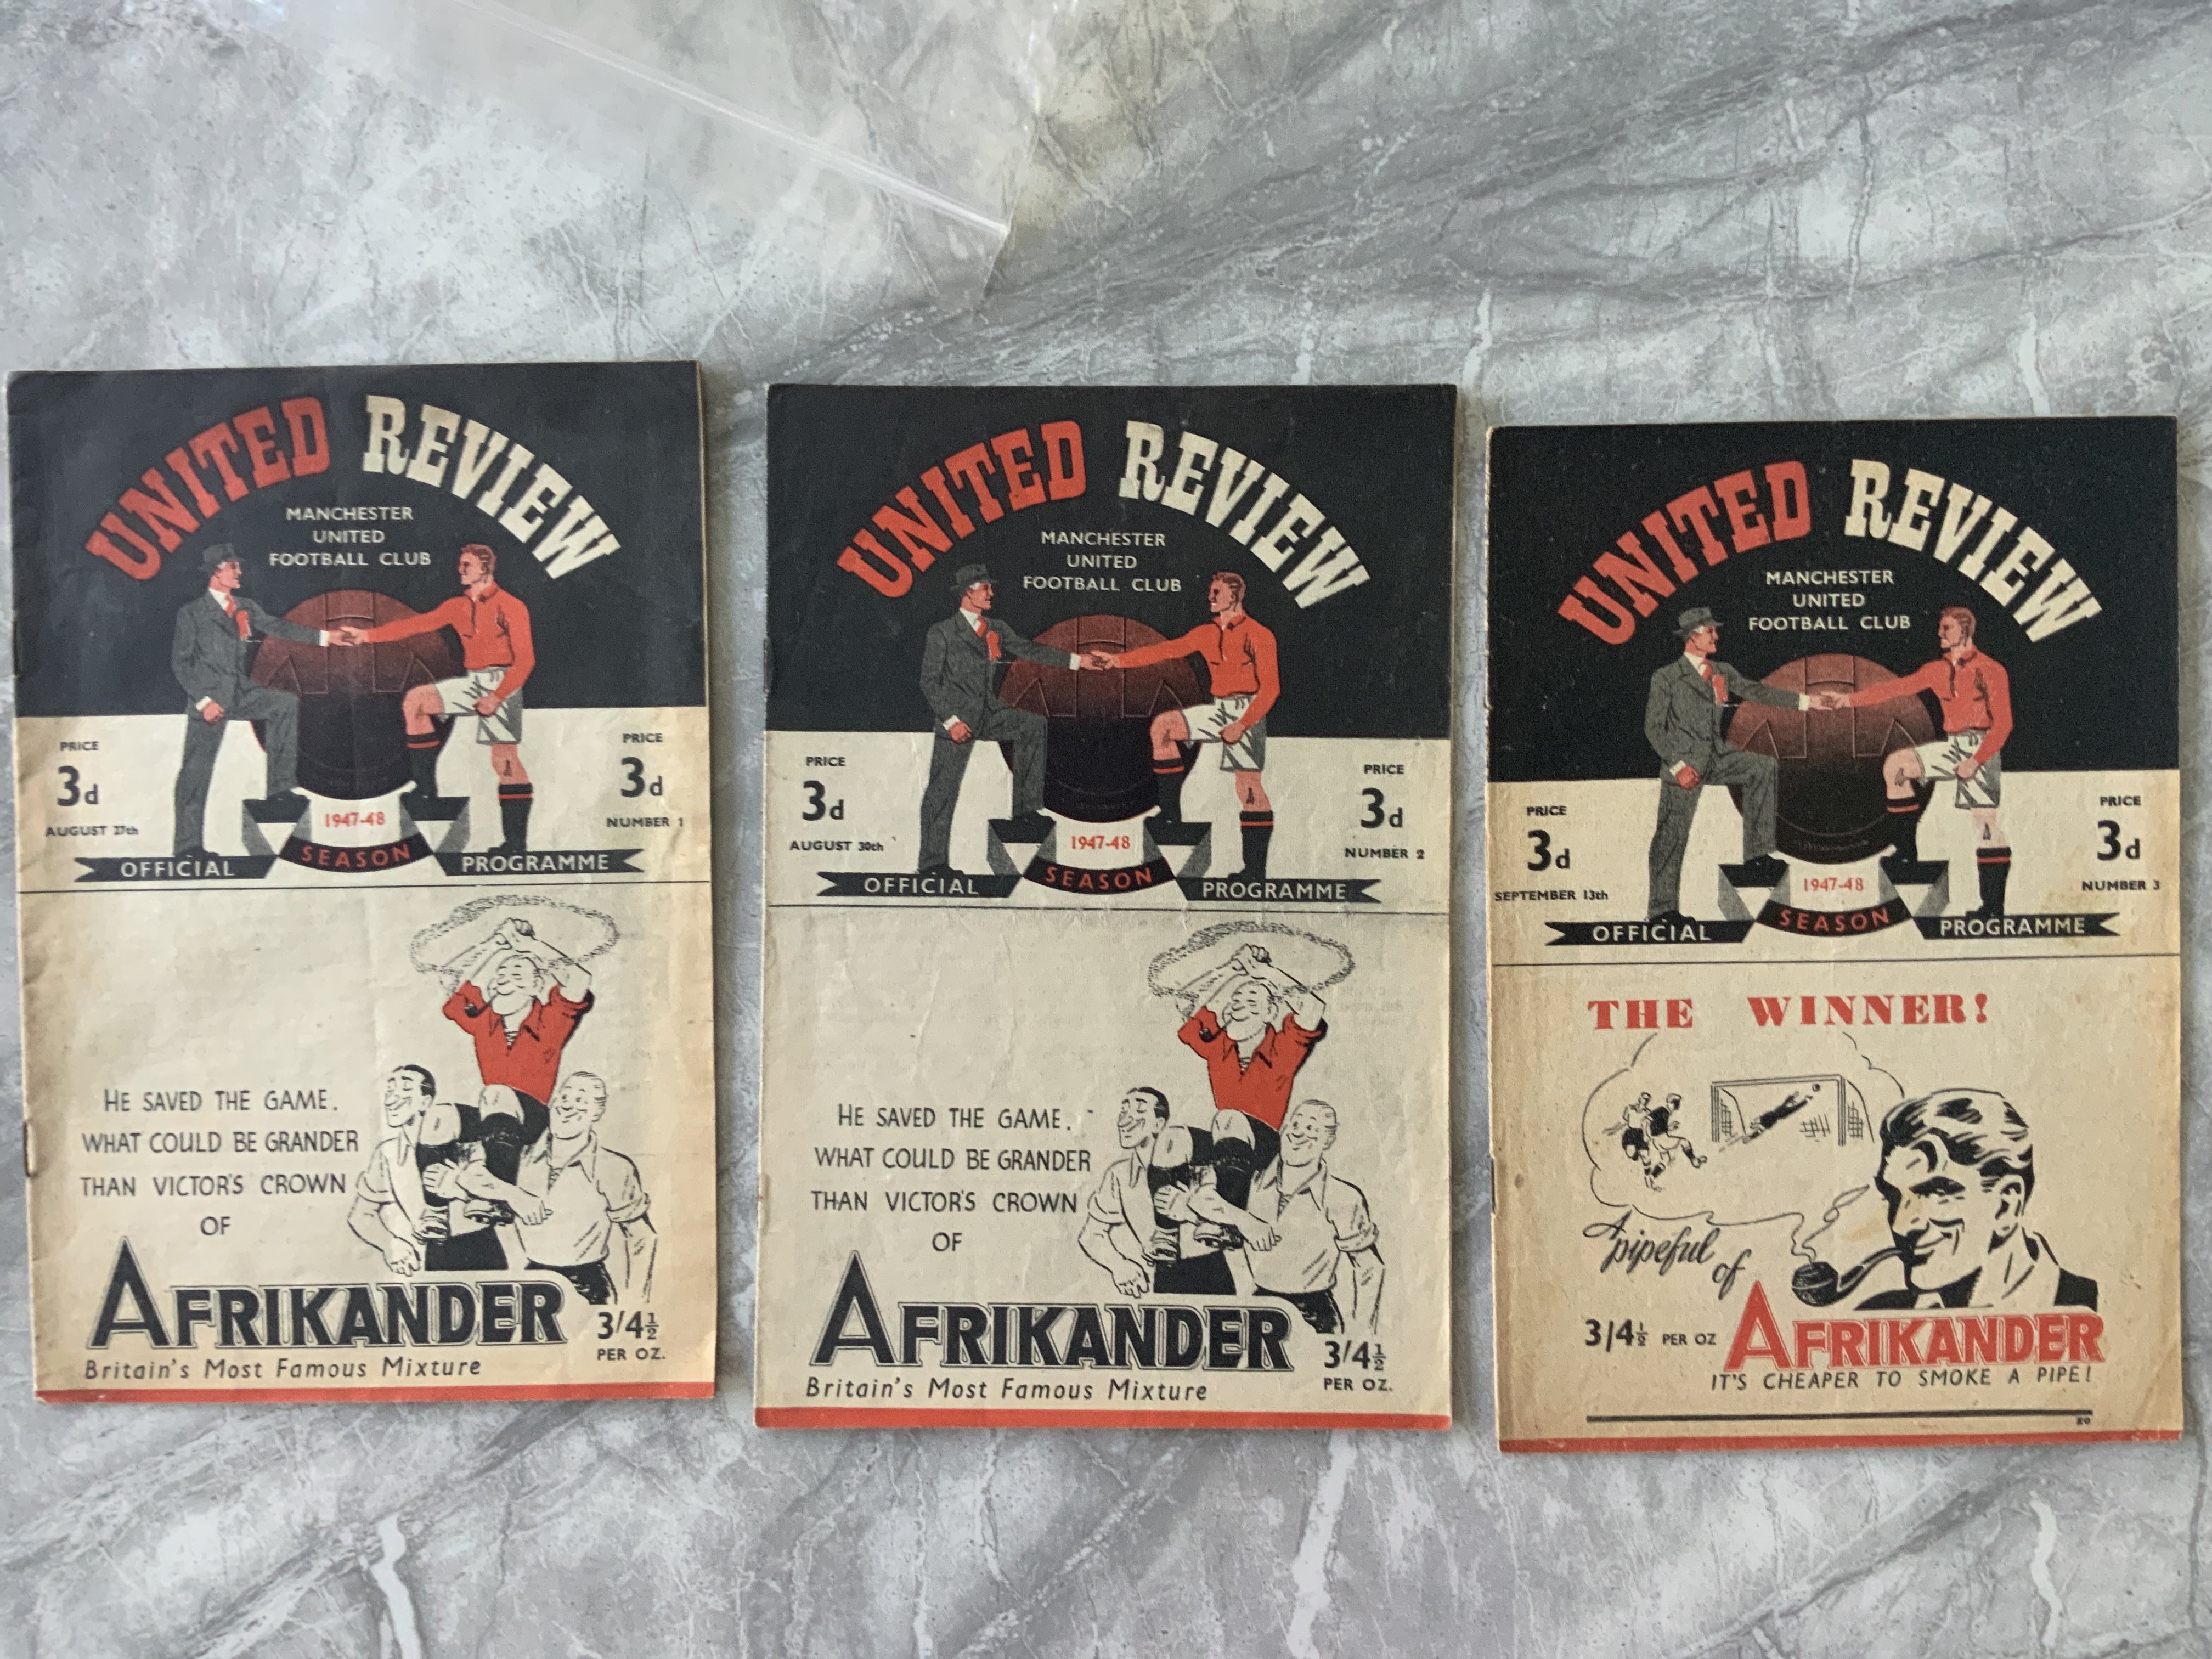 UNITED REVIEW
MANCHESTER
UNITED
FOOTBALL CLUB
PRICE
3d
AUGUST 27th
PRICE
3d
NUMBER 1
1947-48
SEASON
OFFICIAL
PROGRAMME
HE SAVED THE GAME.
WHAT COULD BE GRANDER
THAN VICTOR'S CROWN
OF
AFRIKANDER
3/4½
PER OZ.
Britain's Most Famous Mixture
UNITED REVIEW
MANCHESTER
UNITED
FOOTBALL CLUB
PRICE
3d
AUGUST 30th
PRICE
3d
NUMBER 2
1947-48
SEASON
OFFICIAL
PROGRAMME
HE SAVED THE GAME.
WHAT COULD BE GRANDER
THAN VICTOR'S CROWN
OF
AFRIKANDER
3/4½
PER OZ.
Britain's Most Famous Mixture
UNITED REVIEW
MANCHESTER
UNITED
FOOTBALL CLUB
PRICE
3d
SEPTEMBER 13th
PRICE
3d
NUMBER 3
1947-48
SEASON
OFFICIAL
PROGRAMME
THE WINNER!
A pipeful
of
3/4½ PER OZ AFRIKANDER
IT'S CHEAPER TO SMOKE A PIPE!